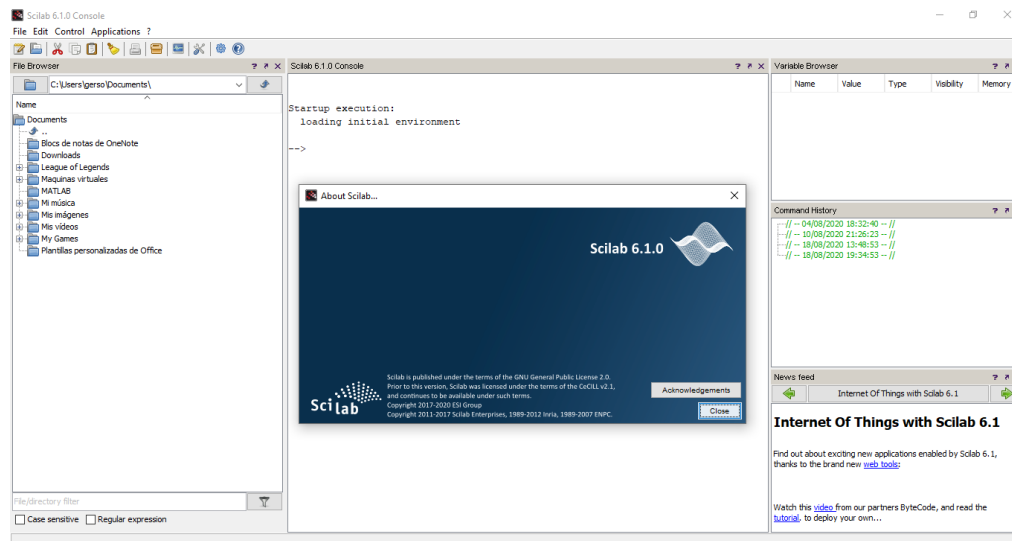 Scilab 6.1.0 Console
File Edit Control Applications ?
File Browser
C:\Users\gerso\Documents\
Name
Documents
..
Blocs de notas de OneNote
Downloads
League of Legends
Maquinas virtuales
MATLAB
Mi música
Mis imágenes
Mis vídeos
My Games
Plantillas personalizadas de Office
File/directory filter
Case sensitive Regular expression
Scilab 6.1.0 Console
Startup execution:
loading initial environment
-->
About Scilab...
Scilab 6.1.0
Scilab is published under the terms of the GNU General Public License 2.0.
Prior to this version, Scilab was licensed under the terms of the CeCILL v2.1,
and continues to be available under such terms.
Copyright 2017-2020 ESI Group
Copyright 2011-2017 Scilab Enterprises, 1989-2012 Inria, 1989-2007 ENPC.
Scilab
Acknowledgements
Close
Variable Browser
Name Value Type Visibility Memory
Command History
// -- 04/08/2020 18:32:40 -- //
// -- 10/08/2020 21:26:23 -- //
// -- 18/08/2020 13:48:53 -- //
// -- 18/08/2020 19:34:53 -- //
News feed
Internet Of Things with Scilab 6.1
Internet Of Things with Scilab 6.1
Find out about exciting new applications enabled by Scilab 6.1,
thanks to the brand new web tools:
Watch this video from our partners ByteCode, and read the
tutorial, to deploy your own...